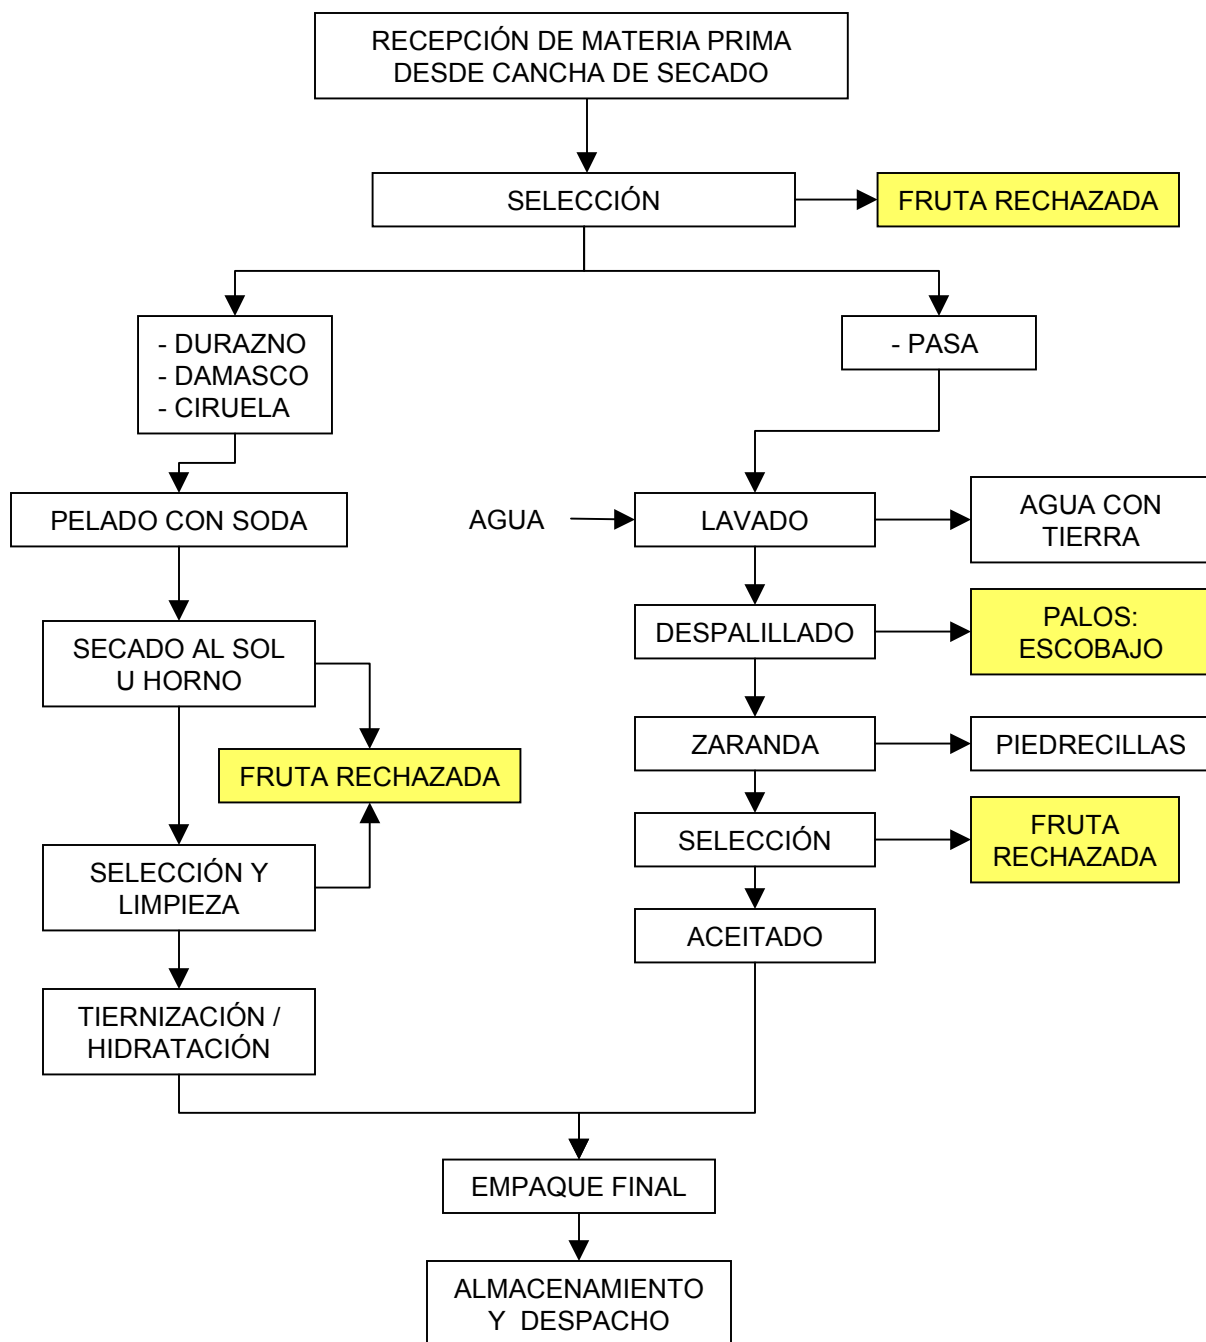 RECEPCIÓN DE MATERIA PRIMA
DESDE CANCHA DE SECADO
SELECCIÓN
FRUTA RECHAZADA
- DURAZNO
- DAMASCO
- CIRUELA
- PASA
PELADO CON SODA
AGUA
LAVADO
AGUA CON
TIERRA
SECADO AL SOL
U HORNO
DESPALILLADO
PALOS:
ESCOBAJO
FRUTA RECHAZADA
ZARANDA
PIEDRECILLAS
SELECCIÓN Y
LIMPIEZA
SELECCIÓN
FRUTA
RECHAZADA
ACEITADO
TIERNIZACIÓN /
HIDRATACIÓN
EMPAQUE FINAL
ALMACENAMIENTO
Y DESPACHO